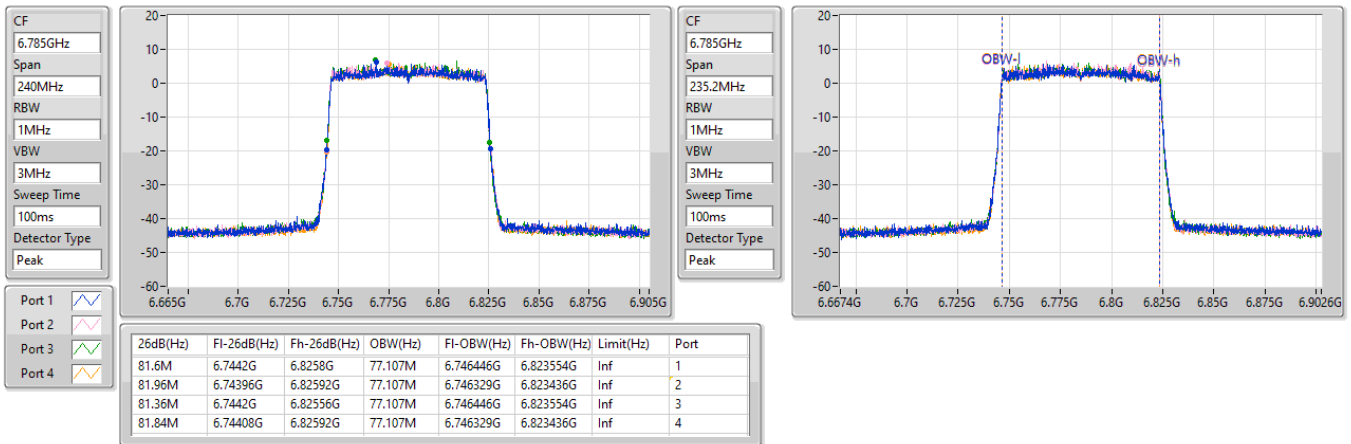 CF
6.785GHz
Span
240MHz
RBW
1MHz
VBW
3MHz
Sweep Time
100ms
Detector Type
Peak
Port 1
Port 2
Port 3
Port 4
20
10
0
-10
-20
-30
-40
-50
-60
6.665G 6.7G 6.725G 6.75G 6.775G 6.8G 6.825G 6.85G 6.875G 6.905G
CF
6.785GHz
Span
235.2MHz
RBW
1MHz
VBW
3MHz
Sweep Time
100ms
Detector Type
Peak
20
10
0
-10
-20
-30
-40
-50
-60
OBW-l OBW-h
6.6674G 6.7G 6.725G 6.75G 6.775G 6.8G 6.825G 6.85G 6.875G 6.9026G
26dB(Hz) Fl-26dB(Hz) Fh-26dB(Hz) OBW(Hz) Fl-OBW(Hz) Fh-OBW(Hz) Limit(Hz) Port
81.6M 6.7442G 6.8258G 77.107M 6.746446G 6.823554G Inf 1
81.96M 6.74396G 6.82592G 77.107M 6.746329G 6.823436G Inf 2
81.36M 6.7442G 6.82556G 77.107M 6.746446G 6.823554G Inf 3
81.84M 6.74408G 6.82592G 77.107M 6.746329G 6.823436G Inf 4